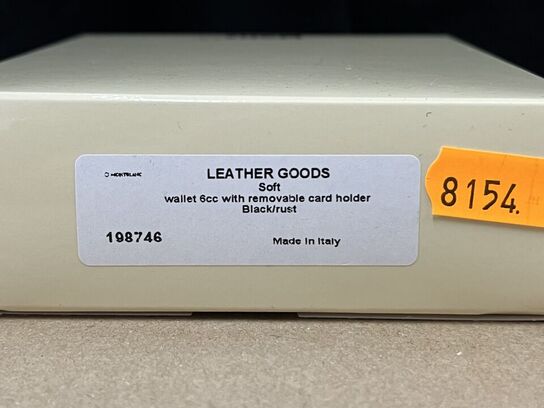 MONTBLANC
LEATHER GOODS
Soft
wallet 6cc with removable card holder
Black/rust
198746
Made in Italy
8154.